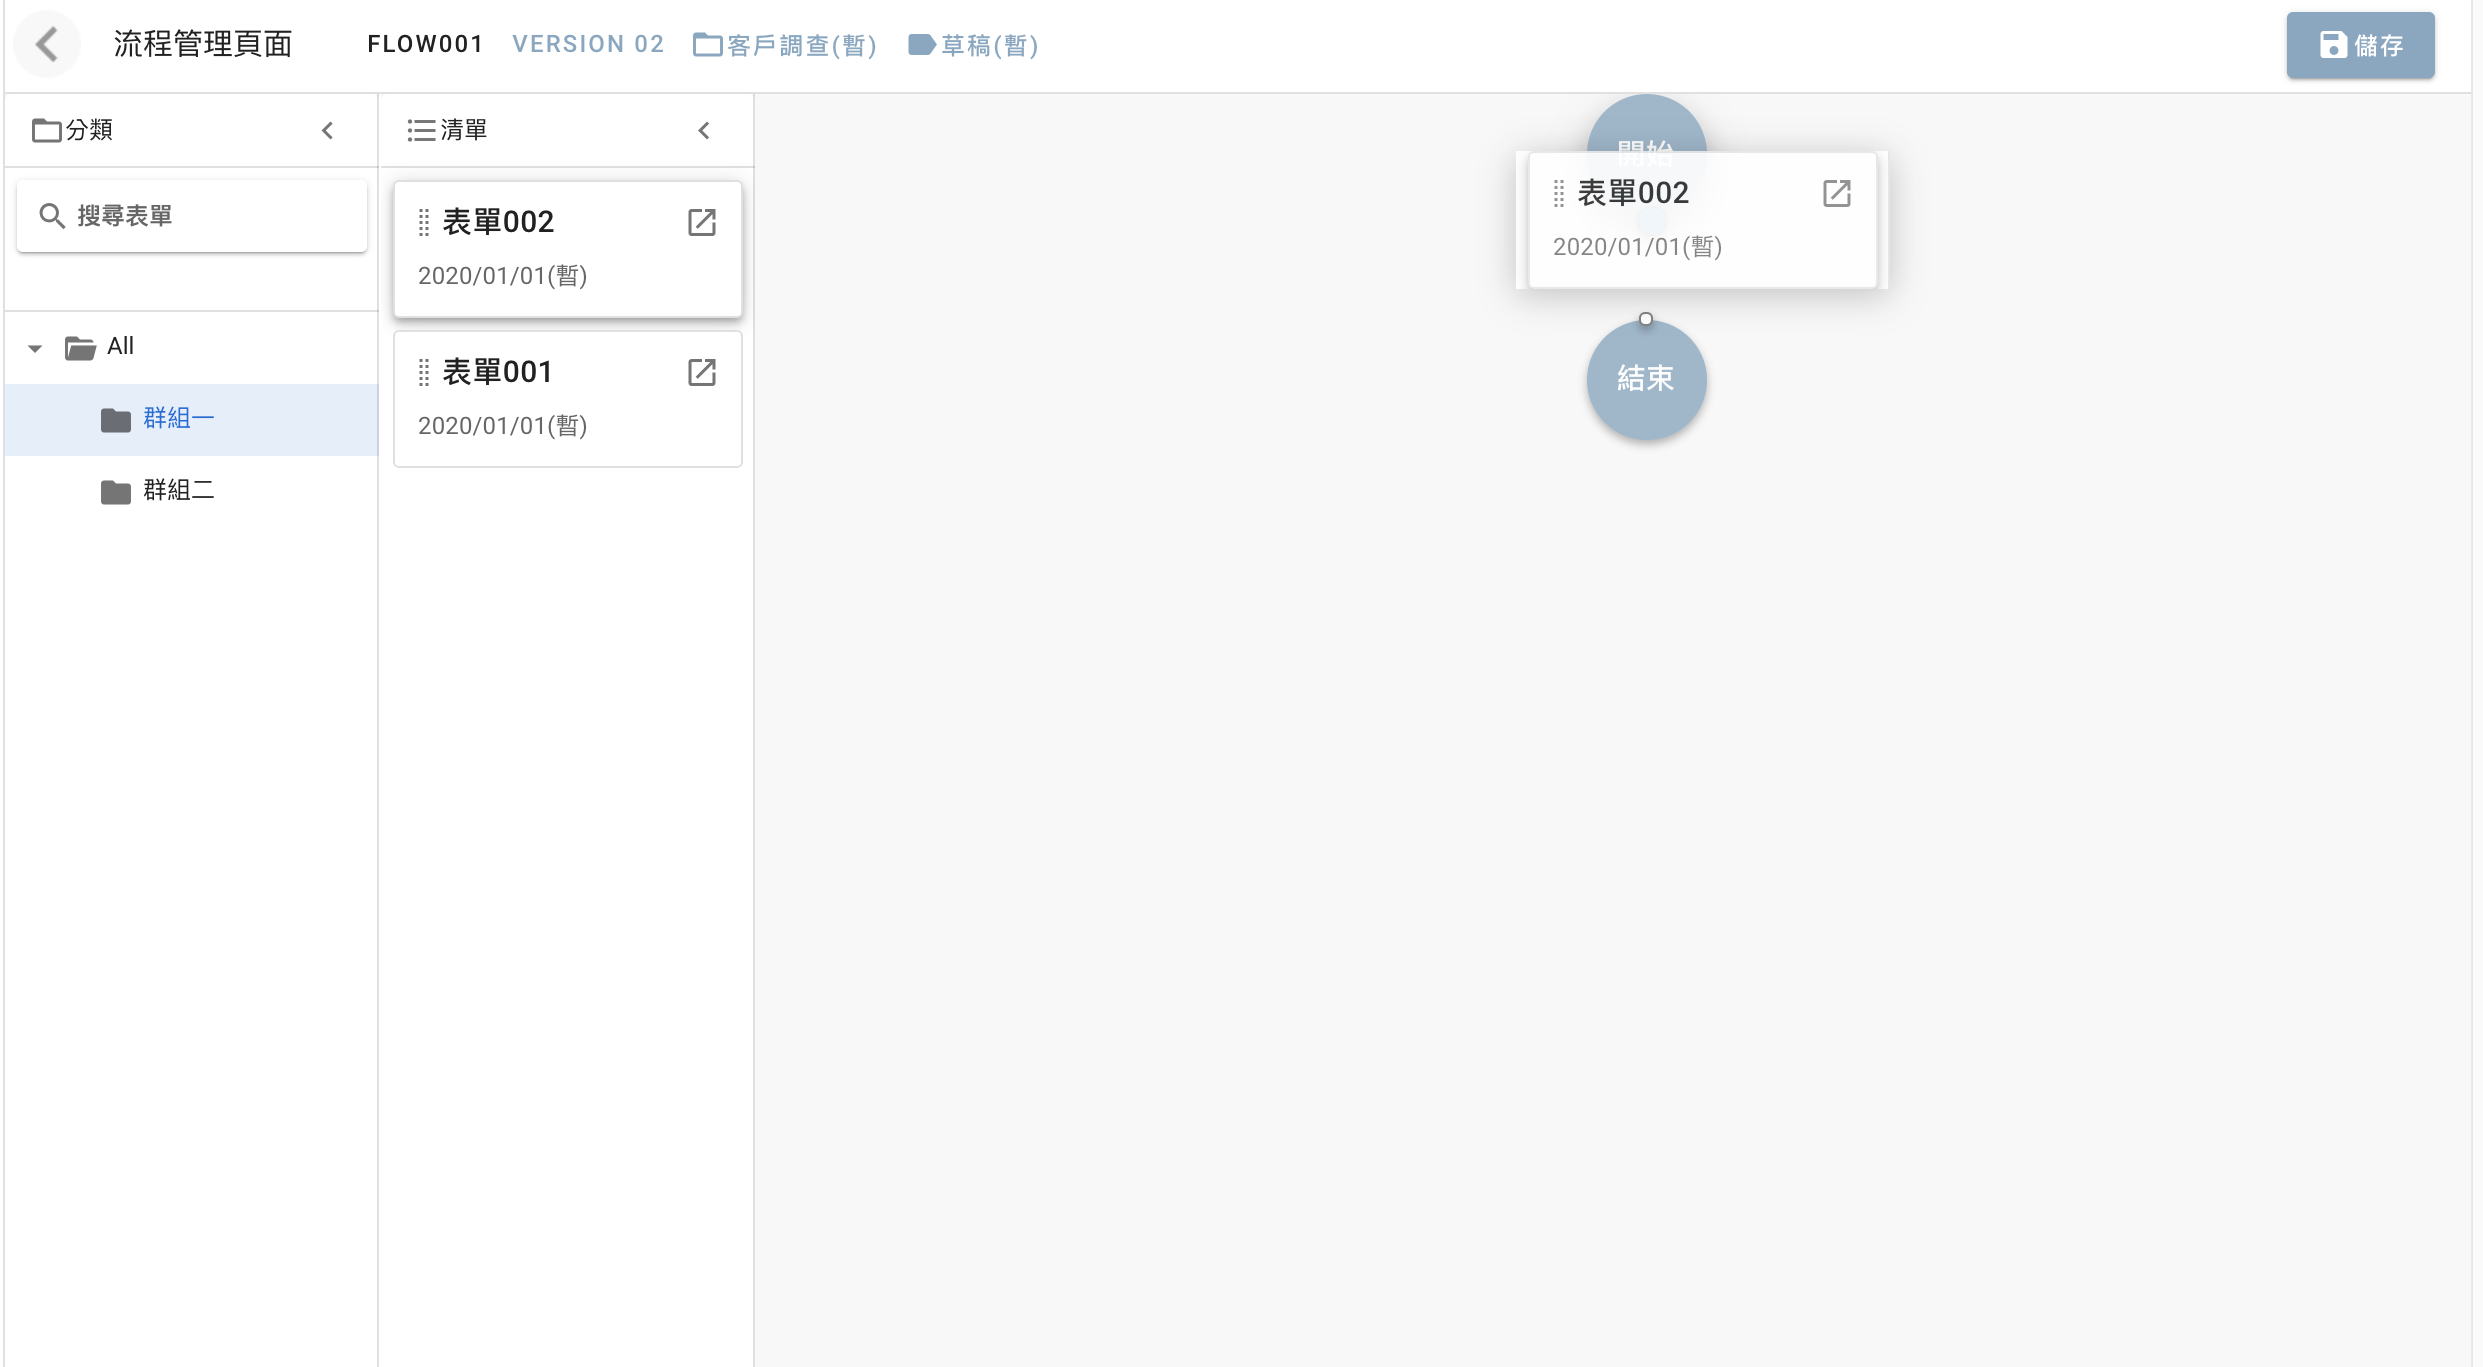 流程管理頁面
FLOW001
VERSION 02
客戶調查(暫)
草稿(暫)
儲存
分類
搜尋表單
All
群組一
群組二
清單
表單002
2020/01/01(暫)
表單001
2020/01/01(暫)
開始
表單002
2020/01/01(暫)
結束